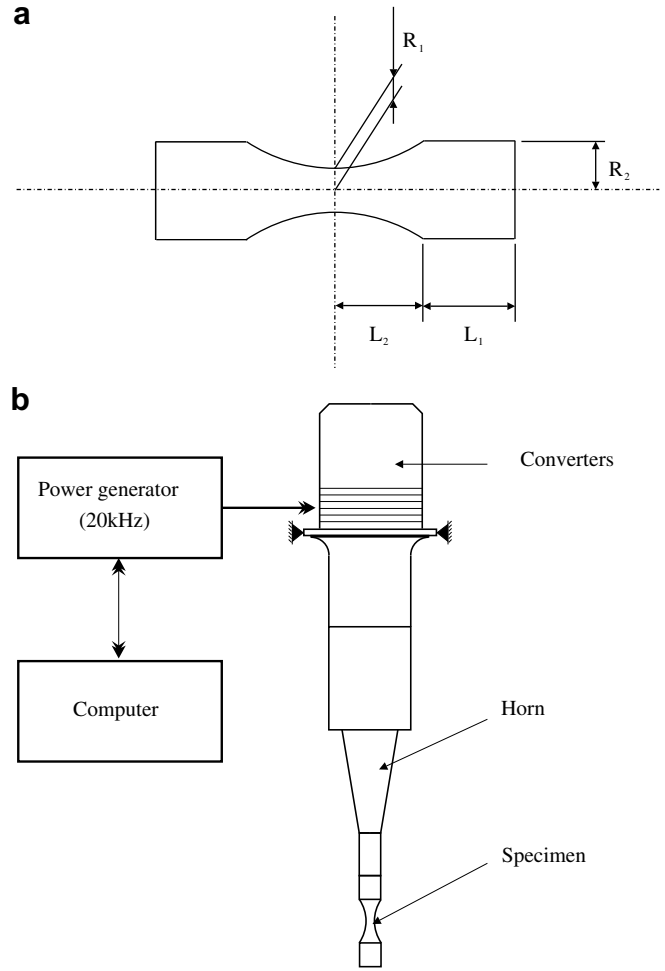 a
R₁
R₂
L₂
L₁
b
Converters
Power generator
(20kHz)
Computer
Horn
Specimen